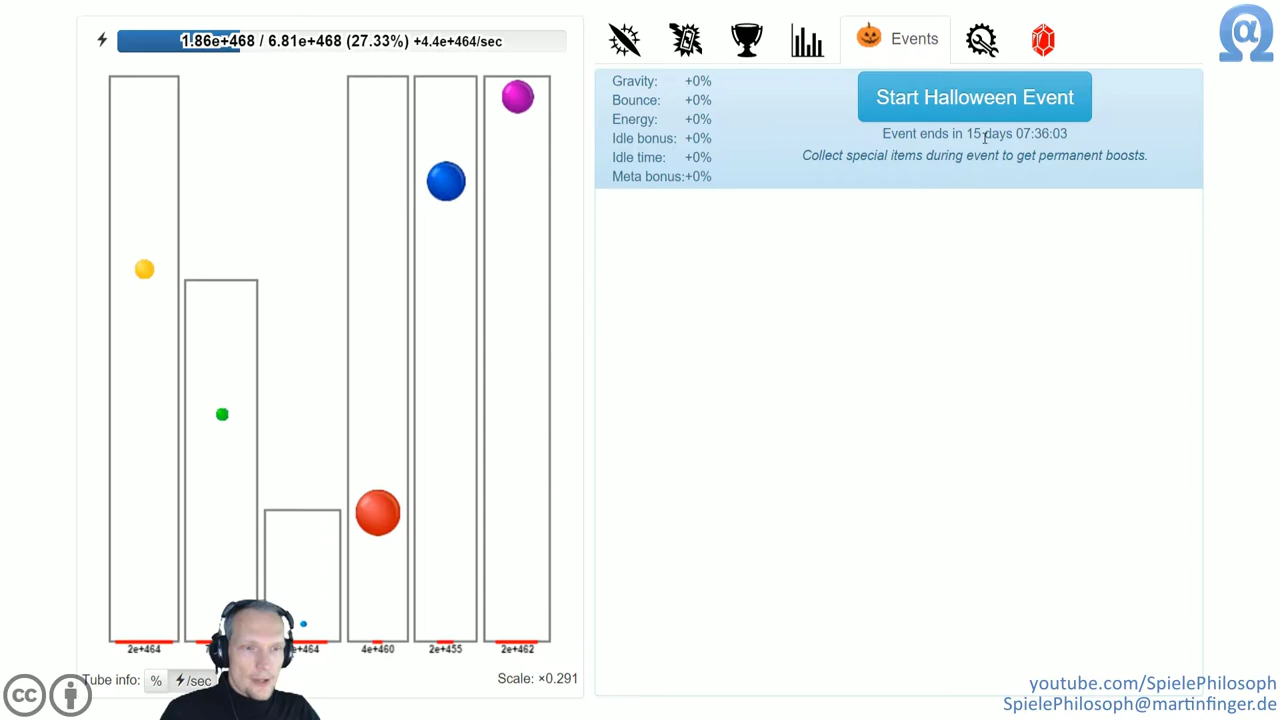 1.86e+468 / 6.81e+468 (27.33%) +4.4e+464/sec
Events
Gravity: +0%
Bounce: +0%
Energy: +0%
Idle bonus: +0%
Idle time: +0%
Meta bonus:+0%
Start Halloween Event
Event ends in 15 days 07:36:03
Collect special items during event to get permanent boosts.
2e+464
4e+460
2e+455
2e+462
Tube info:
%
/sec
Scale: ×0.291
cc
youtube.com/SpielePhilosoph
SpielePhilosoph@martinfinger.de